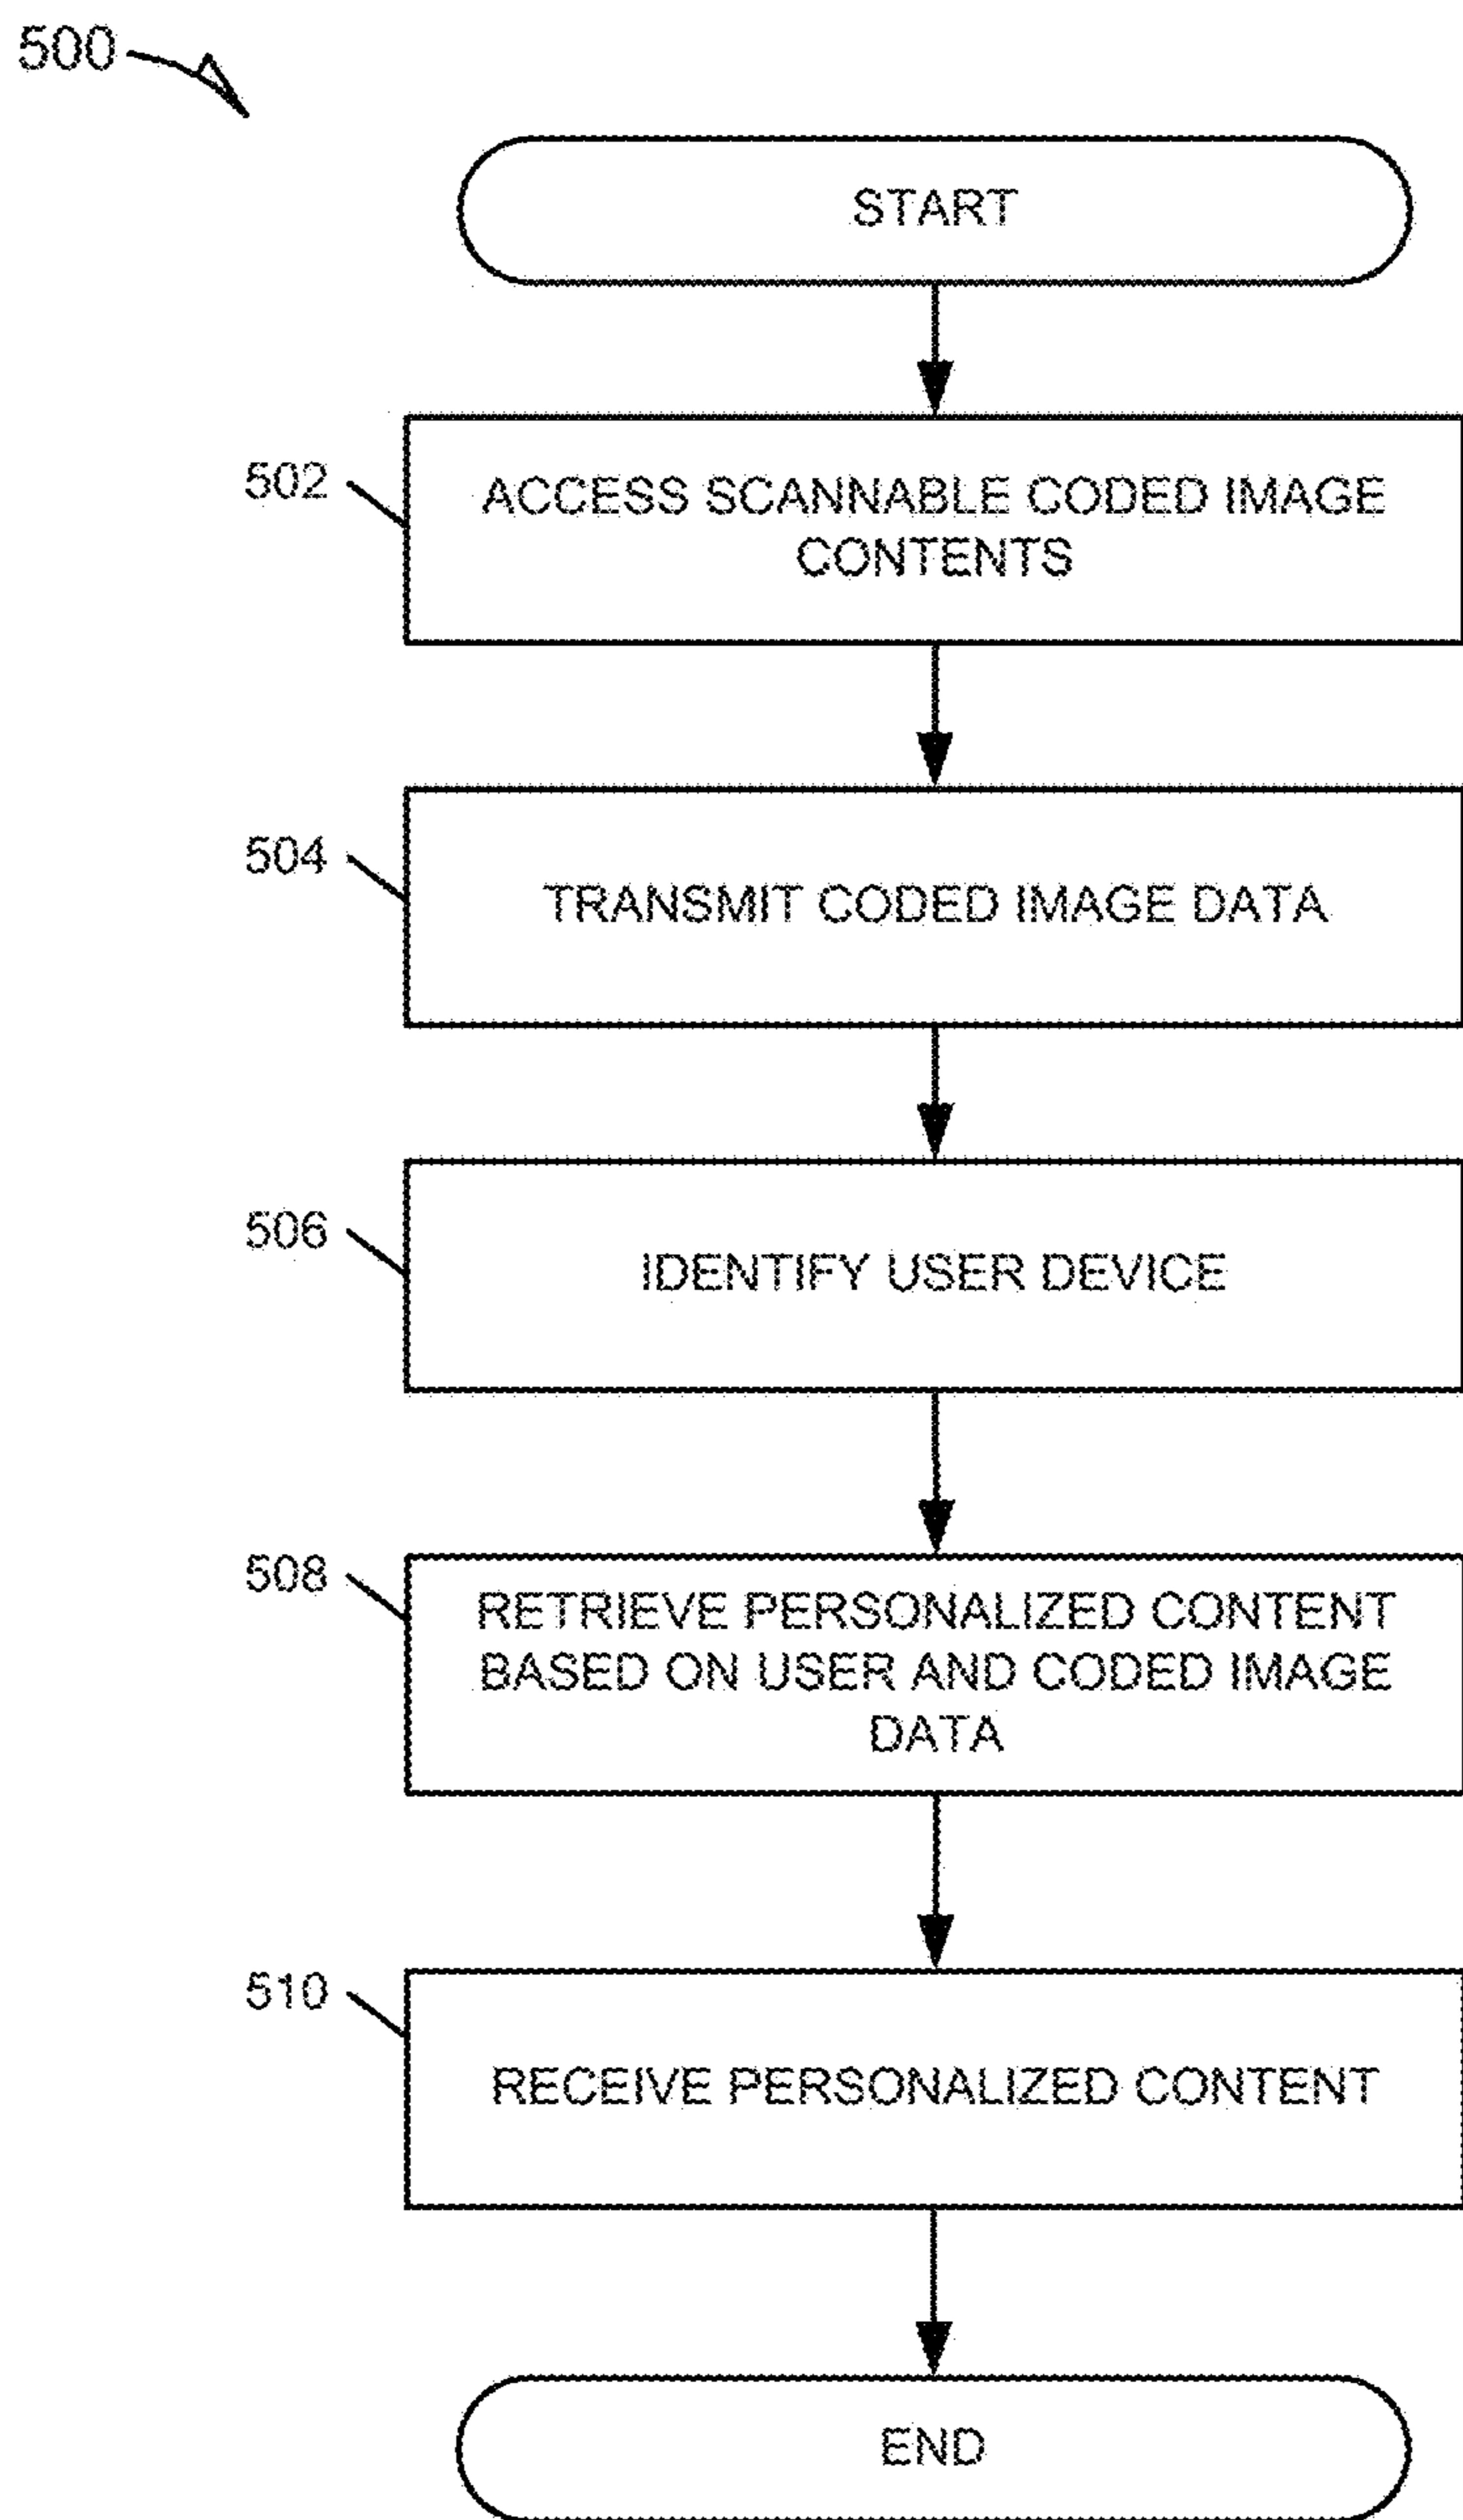 500
START
502
ACCESS SCANNABLE CODED IMAGE
CONTENTS
504
TRANSMIT CODED IMAGE DATA
506
IDENTIFY USER DEVICE
508
RETRIEVE PERSONALIZED CONTENT
BASED ON USER AND CODED IMAGE
DATA
510
RECEIVE PERSONALIZED CONTENT
END